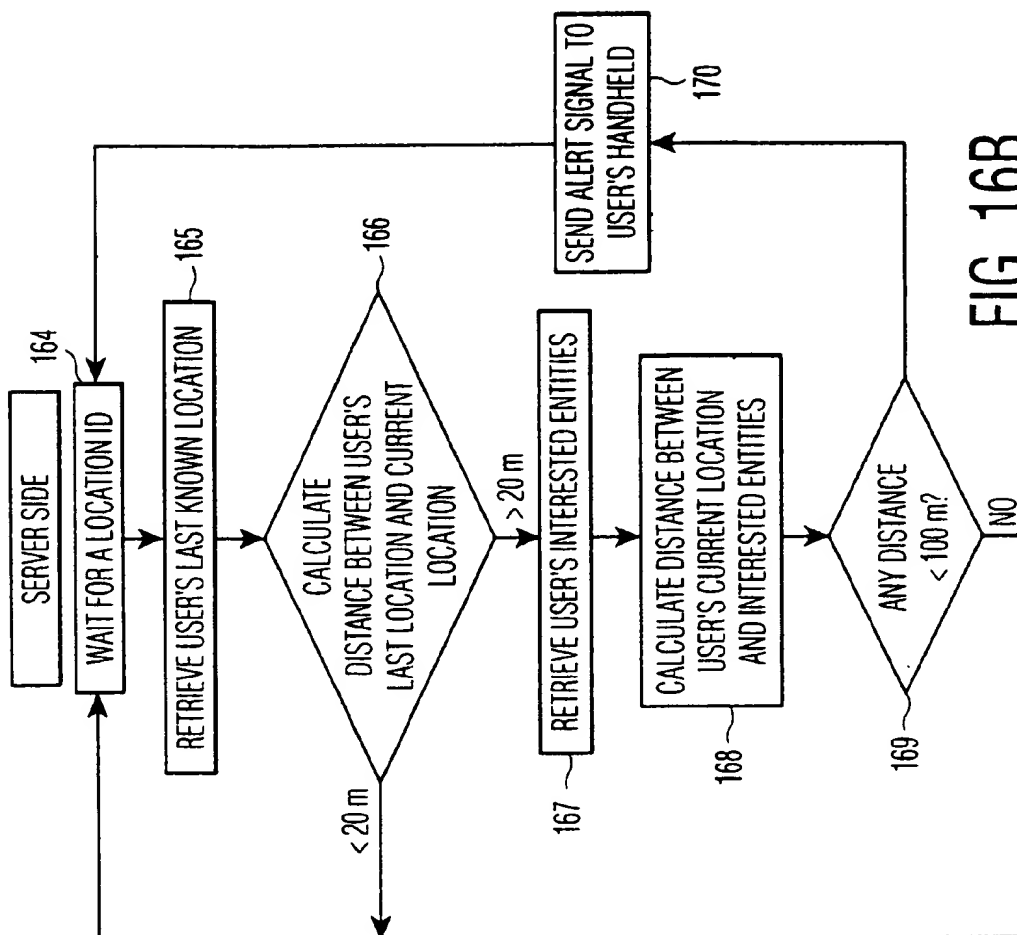 SERVER SIDE
WAIT FOR A LOCATION ID
164
RETRIEVE USER'S LAST KNOWN LOCATION
165
CALCULATE
DISTANCE BETWEEN USER'S
LAST LOCATION AND CURRENT
LOCATION
166
< 20 m
> 20 m
RETRIEVE USER'S INTERESTED ENTITIES
167
CALCULATE DISTANCE BETWEEN
USER'S CURRENT LOCATION
AND INTERESTED ENTITIES
168
ANY DISTANCE
< 100 m?
169
NO
SEND ALERT SIGNAL TO
USER'S HANDHELD
170
FIG. 16B